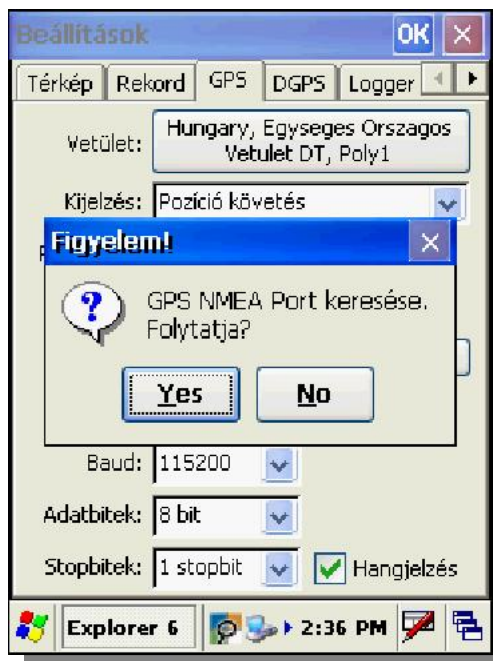 Beállítások OK
Térkép Rekord GPS DGPS Logger
Vetület: Hungary, Egyseges Orszagos
Vetulet DT, Poly1
Kijelzés: Pozíció követés
Figyelem!
GPS NMEA Port keresése.
Folytatja?
Yes No
Baud: 115200
Adatbitek: 8 bit
Stopbitek: 1 stopbit Hangjelzés
Explorer 6 2:36 PM